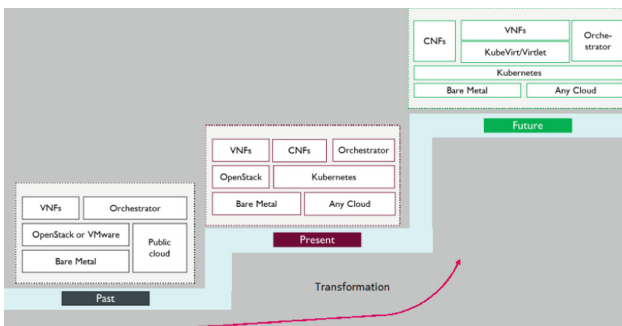 CNFs
VNFs
KubeVirt/Virtlet
Orche-
strator
Kubernetes
Bare Metal
Any Cloud
Future
VNFs
CNFs
Orchestrator
OpenStack
Kubernetes
Bare Metal
Any Cloud
Present
VNFs
Orchestrator
OpenStack or VMware
Public
cloud
Bare Metal
Past
Transformation